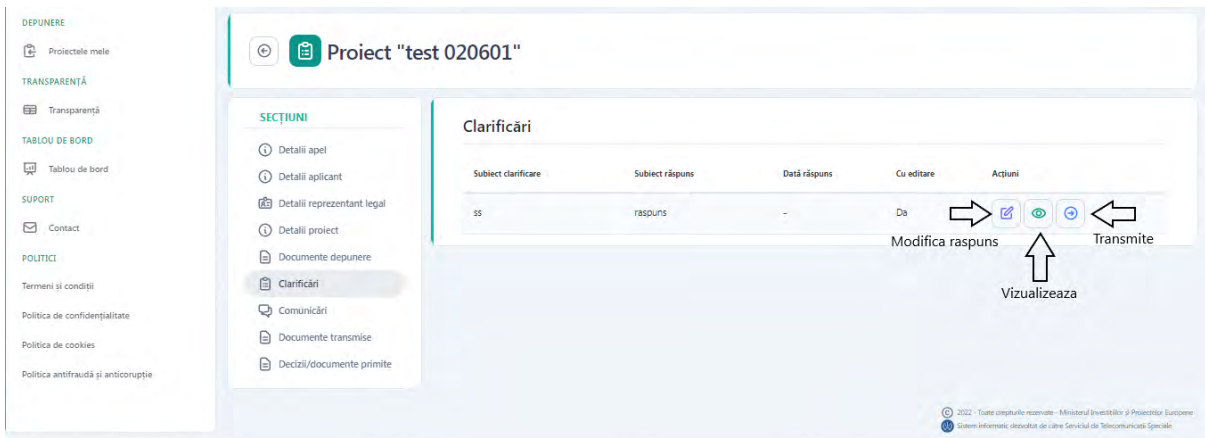 DEPUNERE
Proiectele mele
TRANSPARENȚĂ
Transparență
TABLOU DE BORD
Tablou de bord
SUPORT
Contact
POLITICI
Termeni și condiții
Politica de confidențialitate
Politica de cookies
Politica antifraudă și anticorupție
Proiect "test 020601"
SECȚIUNI
Detalii apel
Detalii aplicant
Detalii reprezentant legal
Detalii proiect
Documente depunere
Clarificări
Comunicări
Documente transmise
Decizii/documente primite
Clarificări
Subiect clarificare Subiect răspuns Dată răspuns Cu editare Acțiuni
ss raspuns - Da
Modifica raspuns
Transmite
Vizualizeaza
2022 - Toate drepturile rezervate - Ministerul Investițiilor și Proiectelor Europene
Sistem informatic dezvoltat de către Serviciul de Telecomunicații Speciale